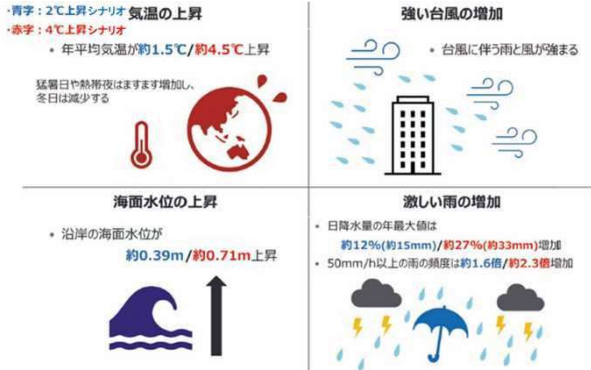 ・青字：2℃上昇シナリオ
・赤字：4℃上昇シナリオ
気温の上昇
• 年平均気温が約1.5℃/約4.5℃上昇
猛暑日や熱帯夜はますます増加し、
冬日は減少する
強い台風の増加
• 台風に伴う雨と風が強まる
海面水位の上昇
• 沿岸の海面水位が
約0.39m/約0.71m上昇
激しい雨の増加
• 日降水量の年最大値は
約12%(約15mm)/約27%(約33mm)増加
• 50mm/h以上の雨の頻度は約1.6倍/約2.3倍増加